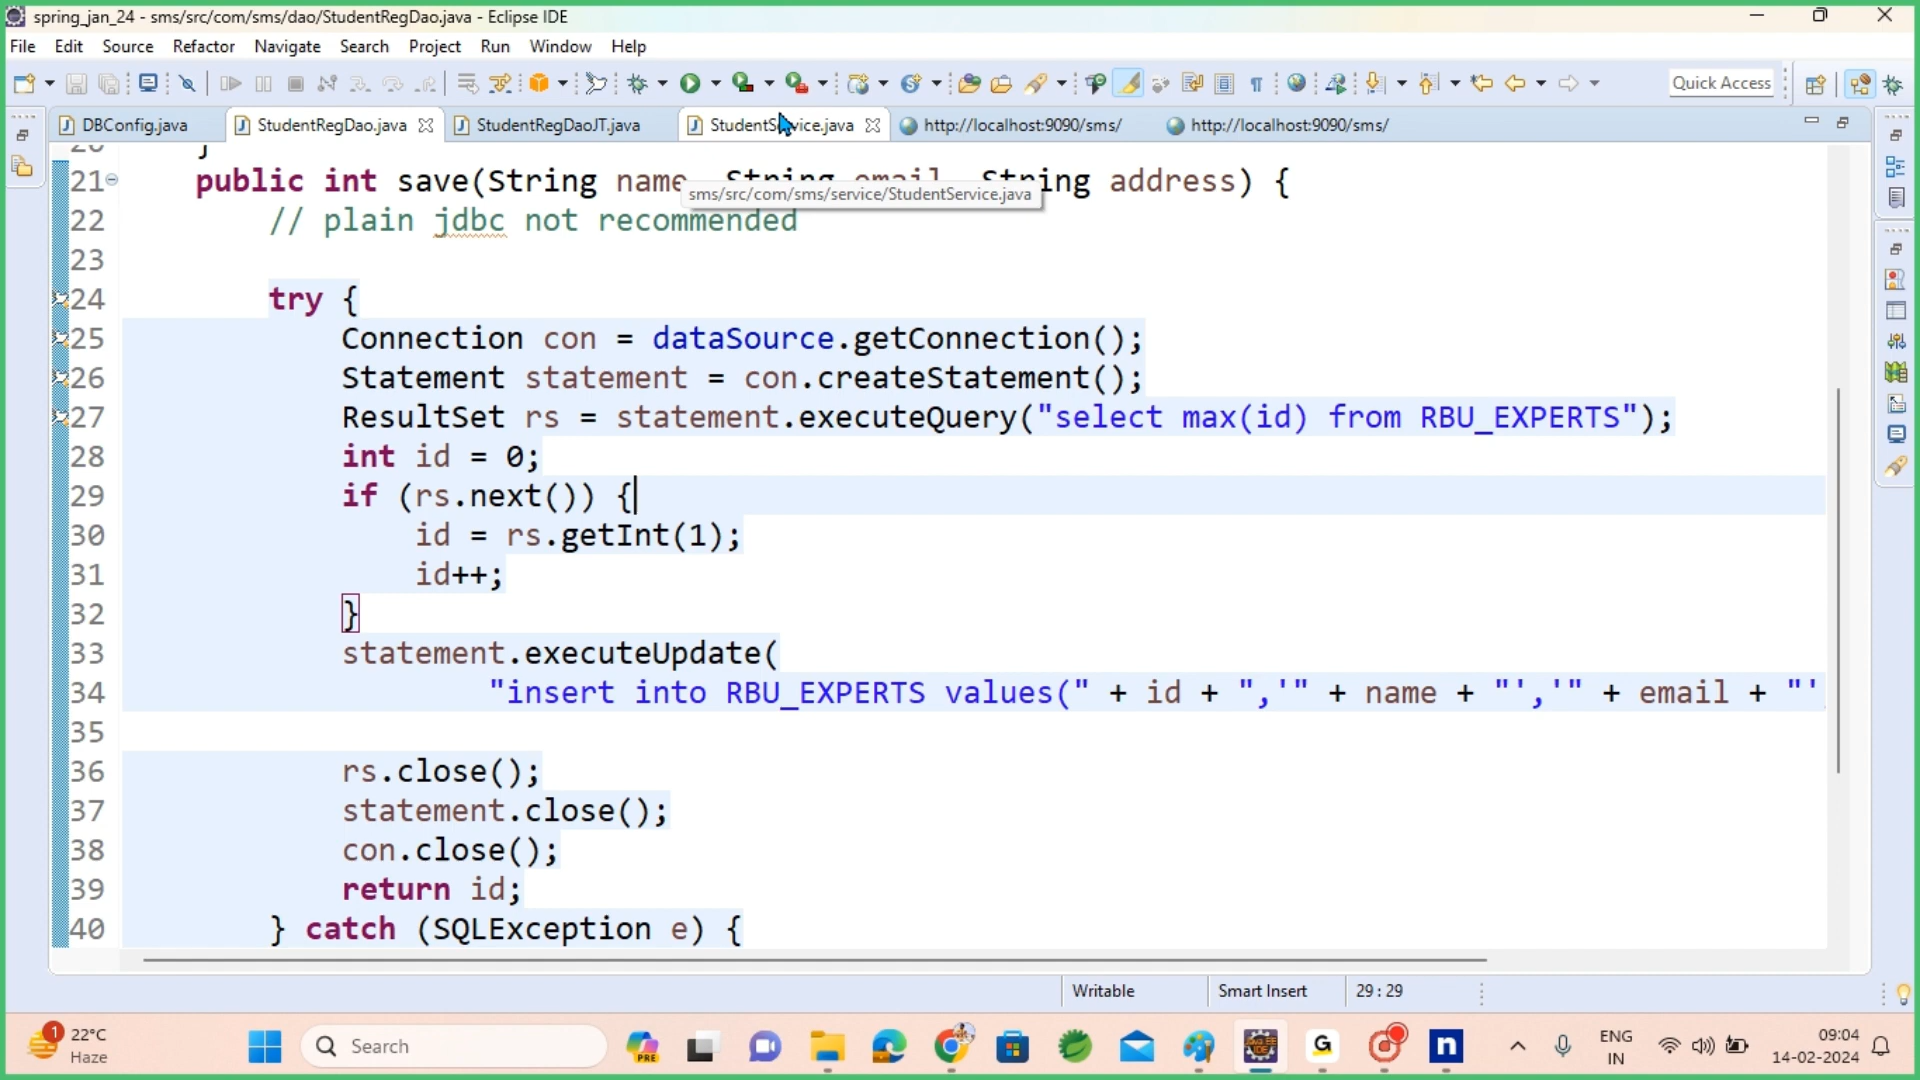 spring_jan_24 - sms/src/com/sms/dao/StudentRegDao.java - Eclipse IDE
File Edit Source Refactor Navigate Search Project Run Window Help
Quick Access
DBConfig.java StudentRegDao.java StudentRegDaoJT.java StudentService.java http://localhost:9090/sms/ http://localhost:9090/sms/
21 public int save(String name, String email, String address) {
sms/src/com/sms/service/StudentService.java
22 // plain jdbc not recommended
23
24 try {
25 Connection con = dataSource.getConnection();
26 Statement statement = con.createStatement();
27 ResultSet rs = statement.executeQuery("select max(id) from RBU_EXPERTS");
28 int id = 0;
29 if (rs.next()) {
30 id = rs.getInt(1);
31 id++;
32 }
33 statement.executeUpdate(
34 "insert into RBU_EXPERTS values(" + id + ",'" + name + "','" + email + "'
35
36 rs.close();
37 statement.close();
38 con.close();
39 return id;
40 } catch (SQLException e) {
Writable Smart Insert 29 : 29
1 22°C
Haze
Search
PRE
G
n
ENG
IN
09:04
14-02-2024